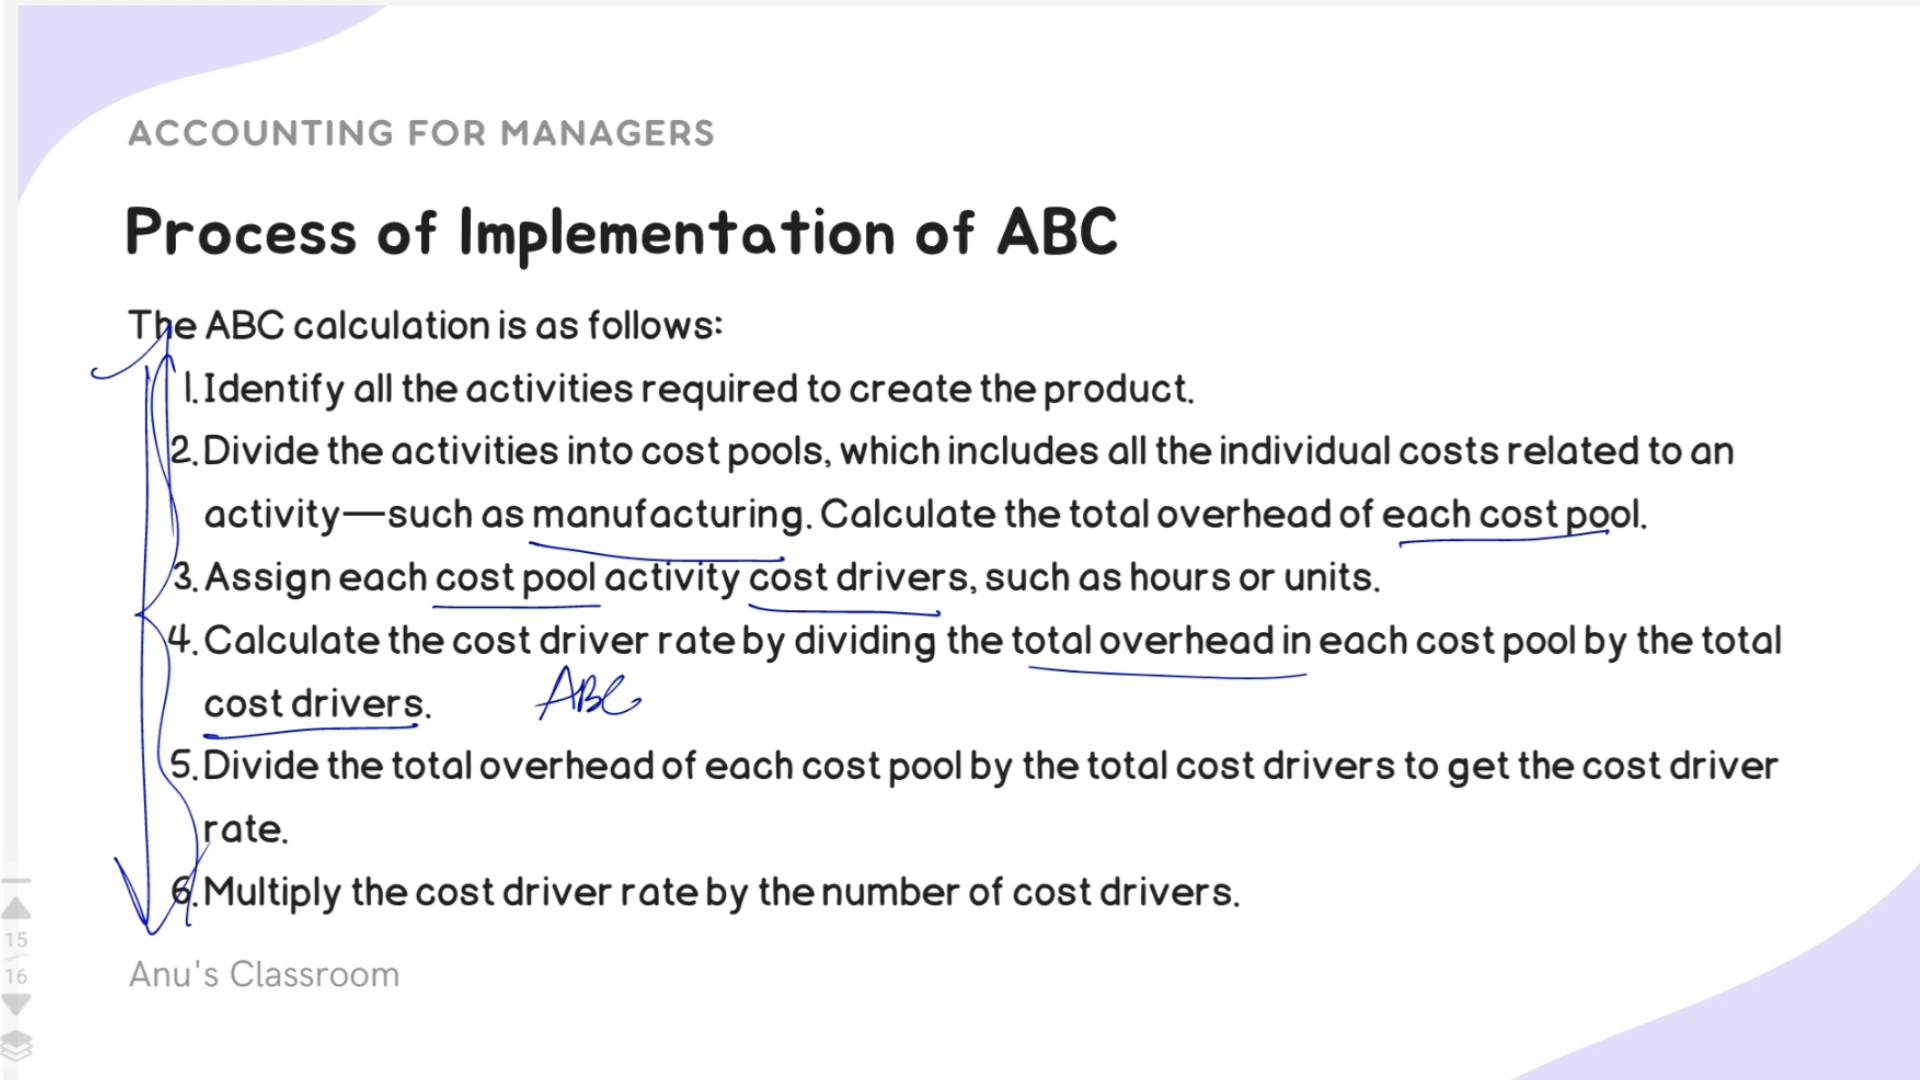 ACCOUNTING FOR MANAGERS
Process of Implementation of ABC
The ABC calculation is as follows:
1. Identify all the activities required to create the product.
2. Divide the activities into cost pools, which includes all the individual costs related to an
activity—such as manufacturing. Calculate the total overhead of each cost pool.
3. Assign each cost pool activity cost drivers, such as hours or units.
4. Calculate the cost driver rate by dividing the total overhead in each cost pool by the total
cost drivers.
ABC
5. Divide the total overhead of each cost pool by the total cost drivers to get the cost driver
rate.
6. Multiply the cost driver rate by the number of cost drivers.
15
16
Anu's Classroom